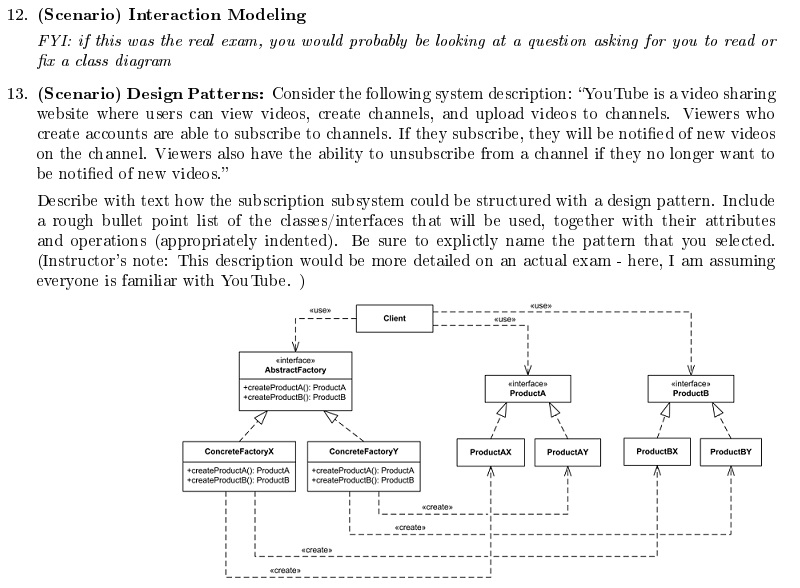 12. (Scenario) Interaction Modeling
FYI: if this was the real exam, you would probably be looking at a question asking for you to read or
fix a class diagram
13. (Scenario) Design Patterns: Consider the following system description: “YouTube is a video sharing
website where users can view videos, create channels, and upload videos to channels. Viewers who
create accounts are able to subscribe to channels. If they subscribe, they will be notified of new videos
on the channel. Viewers also have the ability to unsubscribe from a channel if they no longer want to
be notified of new videos.”
Describe with text how the subscription subsystem could be structured with a design pattern. Include
a rough bullet point list of the classes/interfaces that will be used, together with their attributes
and operations (appropriately indented). Be sure to explictly name the pattern that you selected.
(Instructor's note: This description would be more detailed on an actual exam - here, I am assuming
everyone is familiar with YouTube. )
«use»
Client
«use»
«use»
«interface»
AbstractFactory
+createProductA(): ProductA
+createProductB(): ProductB
«interface»
ProductA
«interface»
ProductB
ConcreteFactoryX
+createProductA(): ProductA
+createProductB(): ProductB
ConcreteFactoryY
+createProductA(): ProductA
+createProductB(): ProductB
ProductAX
ProductAY
ProductBX
ProductBY
«create»
«create»
«create»
«create»